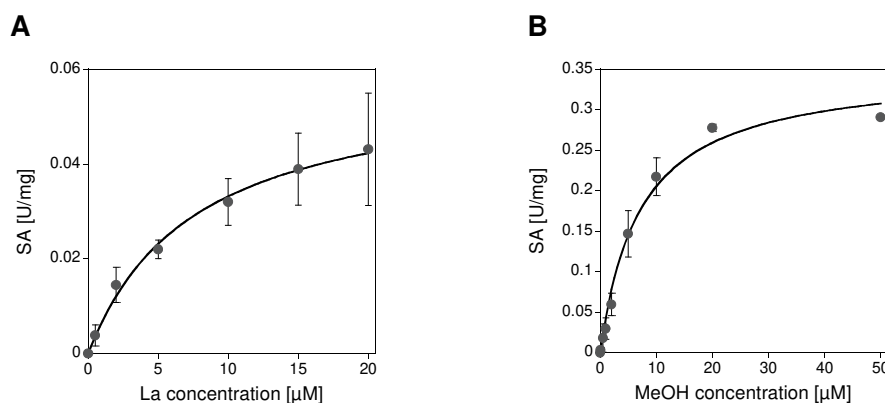 A
B
0.06
0.04
0.02
0
SA [U/mg]
0 5 10 15 20
La concentration [µM]
0.35
0.3
0.25
0.2
0.15
0.1
0.05
0
SA [U/mg]
0 10 20 30 40 50
MeOH concentration [µM]